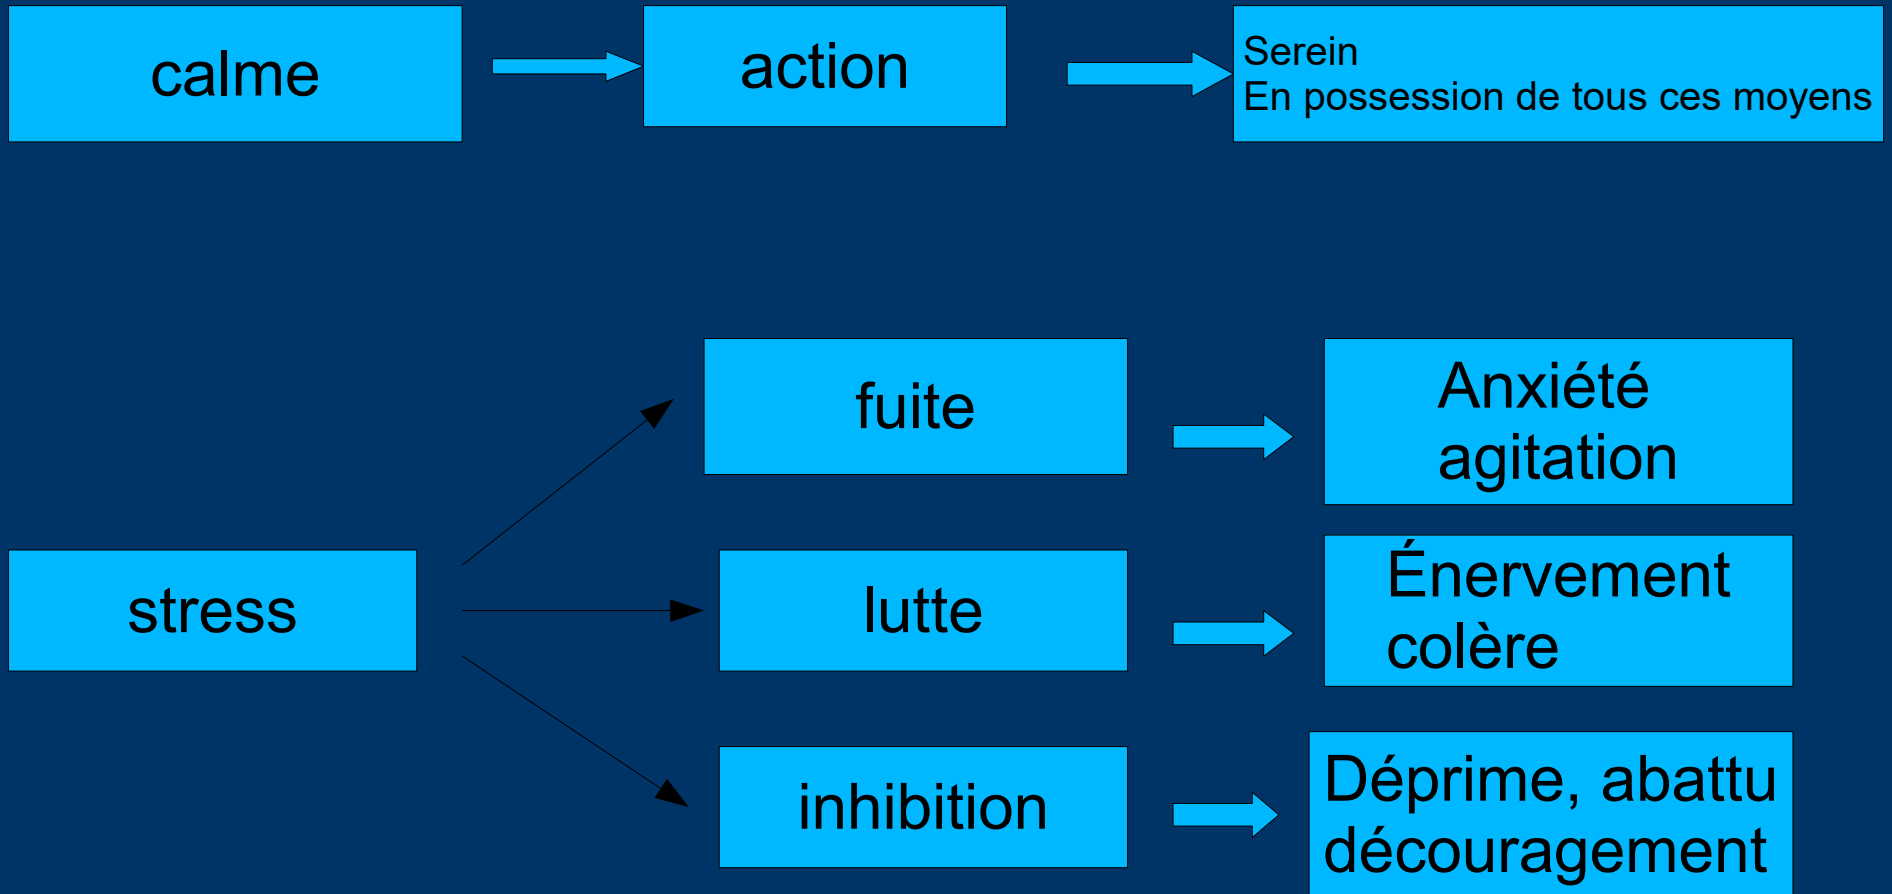 calme
action
Serein
En possession de tous ces moyens
fuite
Anxiété
agitation
stress
lutte
Énervement
colère
inhibition
Déprime, abattu
découragement